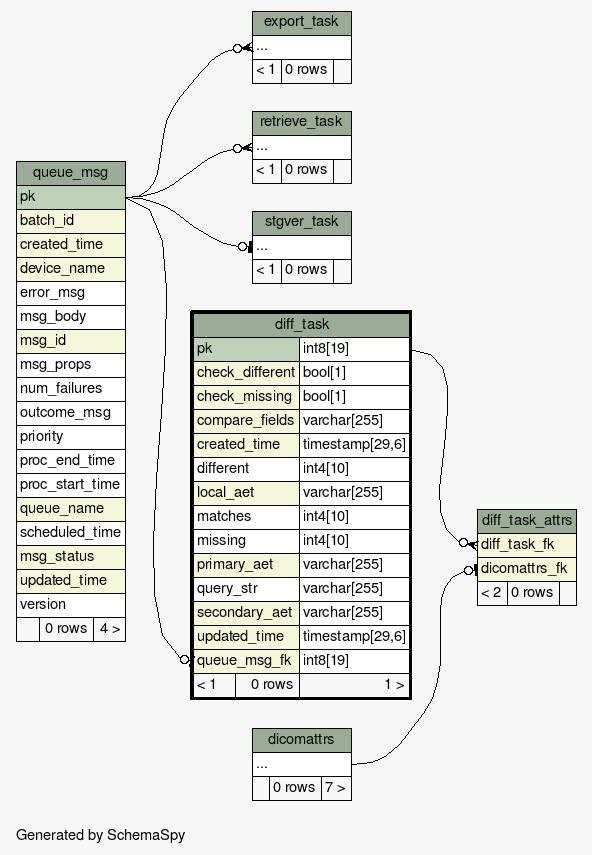 export_task
...
< 1 0 rows
retrieve_task
...
< 1 0 rows
stgver_task
...
< 1 0 rows
queue_msg
pk
batch_id
created_time
device_name
error_msg
msg_body
msg_id
msg_props
num_failures
outcome_msg
priority
proc_end_time
proc_start_time
queue_name
scheduled_time
msg_status
updated_time
version
0 rows 4 >
diff_task
pk int8[19]
check_different bool[1]
check_missing bool[1]
compare_fields varchar[255]
created_time timestamp[29,6]
different int4[10]
local_aet varchar[255]
matches int4[10]
missing int4[10]
primary_aet varchar[255]
query_str varchar[255]
secondary_aet varchar[255]
updated_time timestamp[29,6]
queue_msg_fk int8[19]
< 1 0 rows 1 >
diff_task_attrs
diff_task_fk
dicomattrs_fk
< 2 0 rows
dicomattrs
...
0 rows 7 >
Generated by SchemaSpy